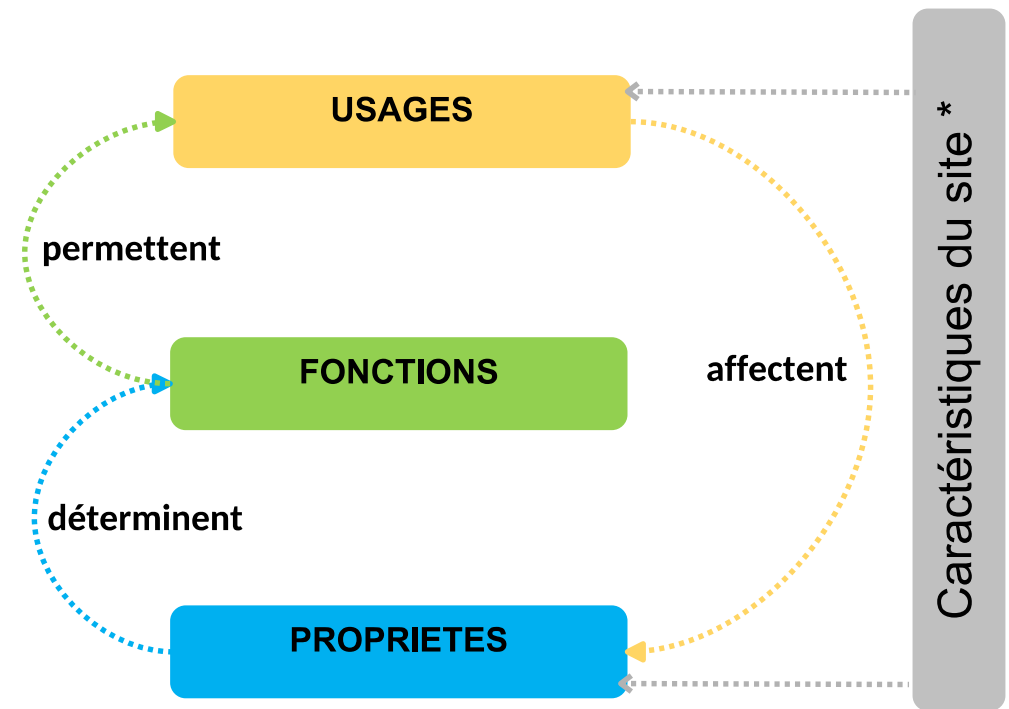 USAGES
permettent
FONCTIONS
affectent
déterminent
PROPRIETES
Caractéristiques du site *